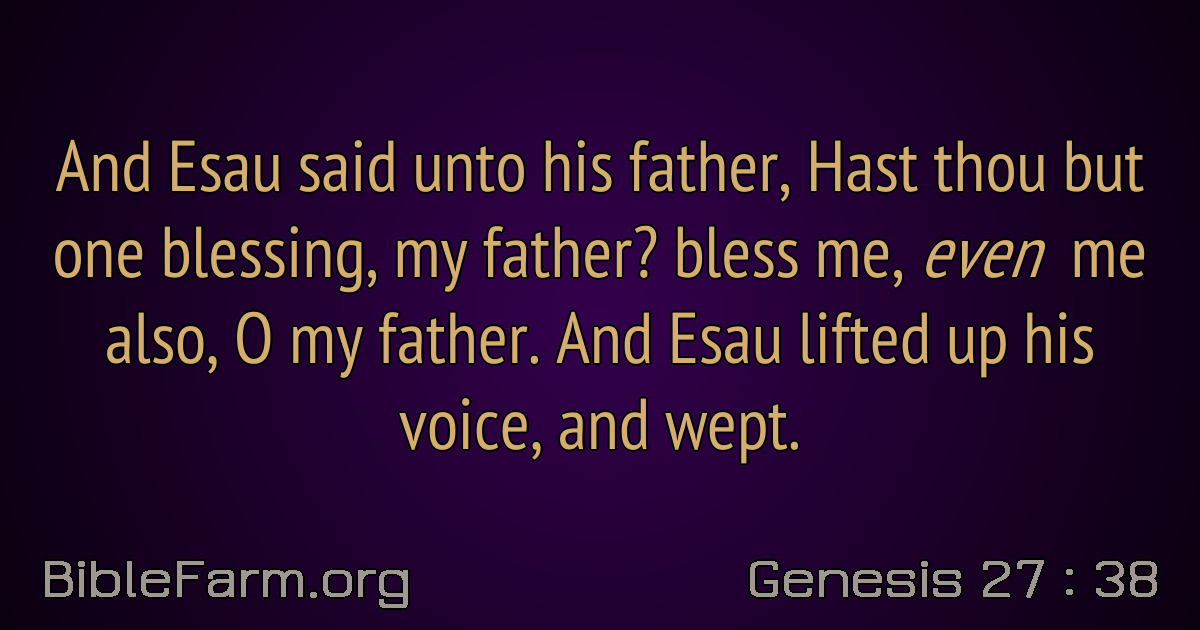 And Esau said unto his father, Hast thou but
one blessing, my father? bless me, even me
also, O my father. And Esau lifted up his
voice, and wept.
BibleFarm.org
Genesis 27 : 38